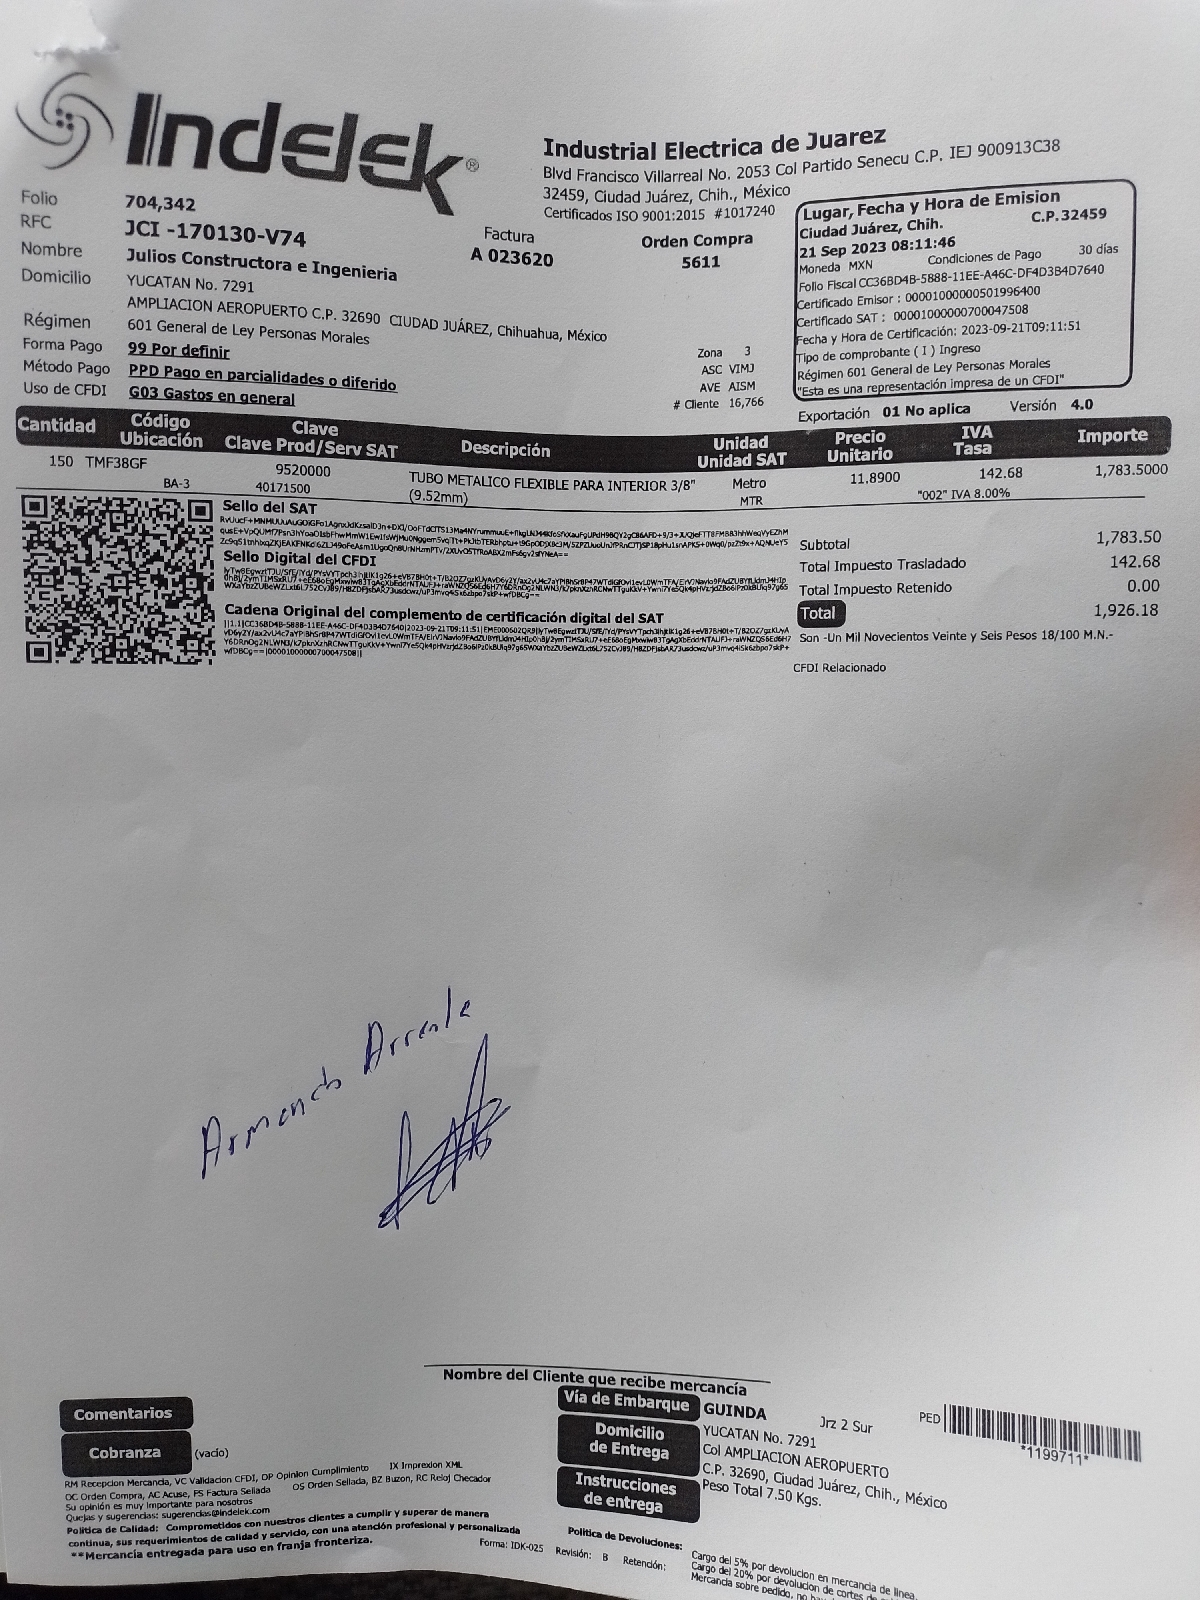 Indelek®
Industrial Electrica de Juarez
Blvd Francisco Villarreal No. 2053 Col Partido Senecu C.P. IEJ 900913C38
32459, Ciudad Juárez, Chih., México
Certificados ISO 9001:2015 #1017240
Folio 704,342
RFC JCI -170130-V74
Nombre Julios Constructora e Ingenieria
Domicilio YUCATAN No. 7291
AMPLIACION AEROPUERTO C.P. 32690 CIUDAD JUÁREZ, Chihuahua, México
Régimen 601 General de Ley Personas Morales
Forma Pago 99 Por definir
Método Pago PPD Pago en parcialidades o diferido
Uso de CFDI G03 Gastos en general
Factura
A 023620
Orden Compra
5611
Zona 3
ASC VIMJ
AVE AISM
# Cliente 16,766
Lugar, Fecha y Hora de Emision
Ciudad Juárez, Chih. C.P.32459
21 Sep 2023 08:11:46
Moneda MXN Condiciones de Pago 30 días
Folio Fiscal CC36BD4B-5888-11EE-A46C-DF4D3B4D7640
Certificado Emisor : 00001000000501996400
Certificado SAT : 00001000000700047508
Fecha y Hora de Certificación: 2023-09-21T09:11:51
Tipo de comprobante ( I ) Ingreso
Régimen 601 General de Ley Personas Morales
"Esta es una representación impresa de un CFDI"
Exportación 01 No aplica Versión 4.0
Cantidad Código Ubicación Clave Clave Prod/Serv SAT Descripción Unidad Unidad SAT Precio Unitario IVA Tasa Importe
150 TMF38GF 9520000 TUBO METALICO FLEXIBLE PARA INTERIOR 3/8" Metro 11.8900 142.68 1,783.5000
BA-3 40171500 (9.52mm) MTR "002" IVA 8.00%
Sello del SAT
Sello Digital del CFDI
Cadena Original del complemento de certificación digital del SAT
Subtotal 1,783.50
Total Impuesto Trasladado 142.68
Total Impuesto Retenido 0.00
Total 1,926.18
Son -Un Mil Novecientos Veinte y Seis Pesos 18/100 M.N.-
CFDI Relacionado
Armando
Nombre del Cliente que recibe mercancía
Comentarios
Cobranza (vacio)
RM Recepcion Mercancia, VC Validacion CFDI, OP Opinion Cumplimiento IX Impresion XML
OC Orden Compra, AC Acuse, FS Factura Sellada OS Orden Sellada, BZ Buzon, RC Reloj Checador
Su opinión es muy importante para nosotros
Quejas y sugerencias: sugerencias@indelek.com
Politica de Calidad: Comprometidos con nuestros clientes a cumplir y superar de manera
continua, sus requerimientos de calidad y servicio, con una atención profesional y personalizada
**Mercancia entregada para uso en franja fronteriza.
Vía de Embarque GUINDA Jrz 2 Sur
Domicilio de Entrega YUCATAN No. 7291
Col AMPLIACION AEROPUERTO
C.P. 32690, Ciudad Juárez, Chih., México
Instrucciones de entrega Peso Total 7.50 Kgs.
PED *1199711*
Forma: IDK-025 Revisión: B Retención:
Politica de Devoluciones:
Cargo del 5% por devolucion en mercancia de linea.
Cargo del 20% por devolucion de cortes de
Mercancia sobre pedido, no